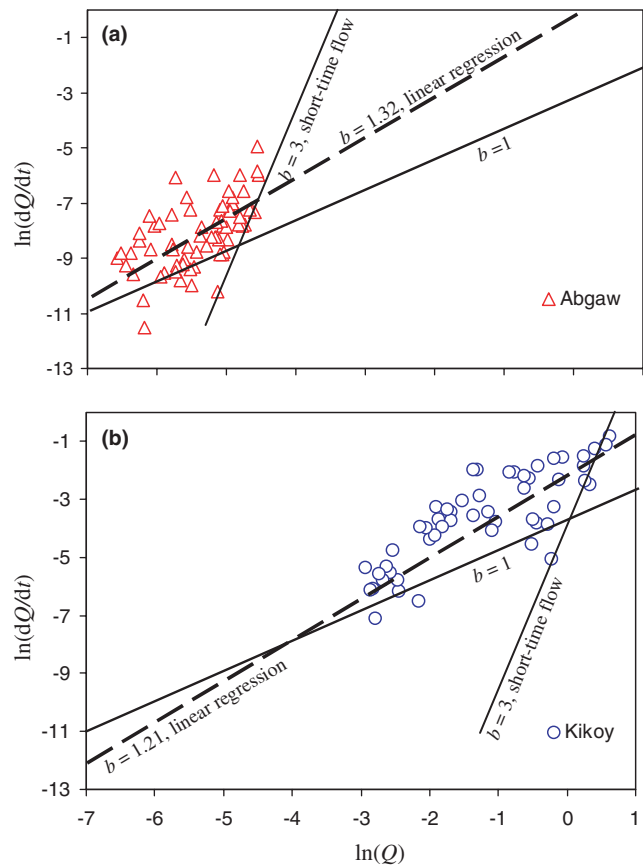 (a)
-1
-3
-5
-7
-9
-11
-13
ln(dQ/dt)
b = 3, short-time flow
b = 1.32, linear regression
b =1
Abgaw
(b)
-1
-3
-5
-7
-9
-11
-13
ln(dQ/dt)
b = 1
b = 1.21, linear regression
b = 3, short-time flow
Kikoy
-7 -6 -5 -4 -3 -2 -1 0 1
ln(Q)